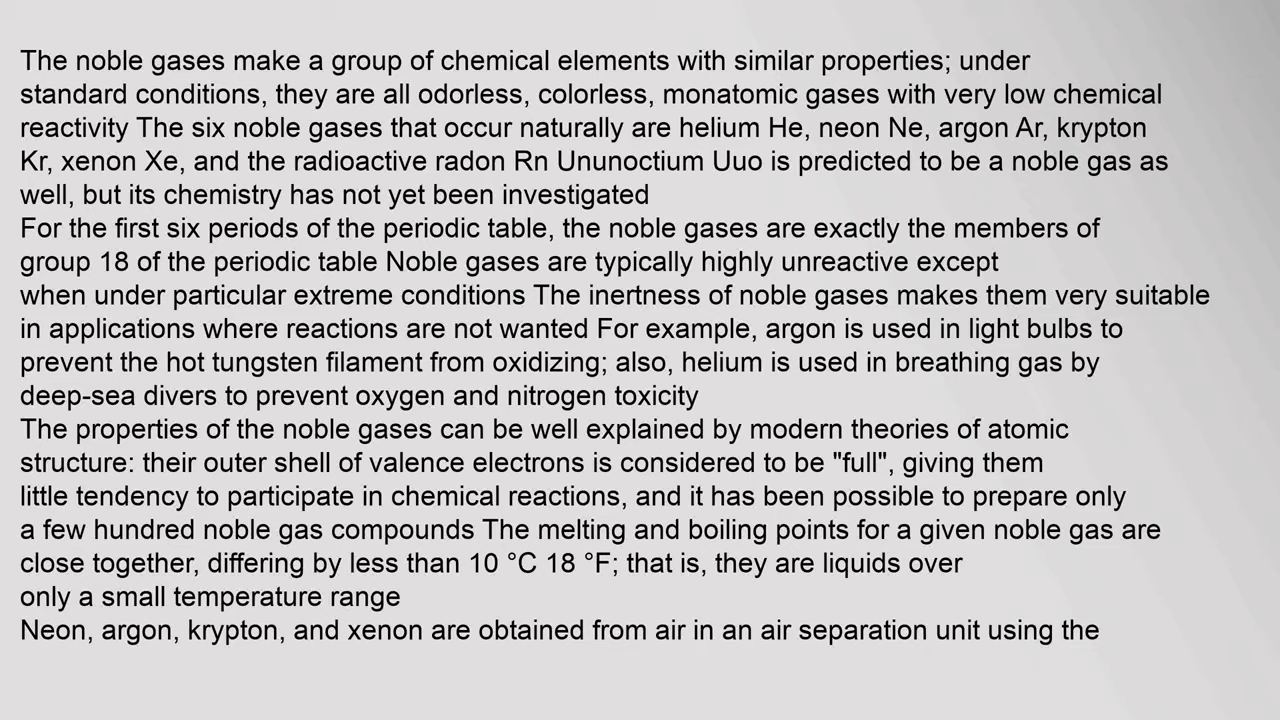 The noble gases make a group of chemical elements with similar properties; under
standard conditions, they are all odorless, colorless, monatomic gases with very low chemical
reactivity The six noble gases that occur naturally are helium He, neon Ne, argon Ar, krypton
Kr, xenon Xe, and the radioactive radon Rn Ununoctium Uuo is predicted to be a noble gas as
well, but its chemistry has not yet been investigated
For the first six periods of the periodic table, the noble gases are exactly the members of
group 18 of the periodic table Noble gases are typically highly unreactive except
when under particular extreme conditions The inertness of noble gases makes them very suitable
in applications where reactions are not wanted For example, argon is used in light bulbs to
prevent the hot tungsten filament from oxidizing; also, helium is used in breathing gas by
deep-sea divers to prevent oxygen and nitrogen toxicity
The properties of the noble gases can be well explained by modern theories of atomic
structure: their outer shell of valence electrons is considered to be "full", giving them
little tendency to participate in chemical reactions, and it has been possible to prepare only
a few hundred noble gas compounds The melting and boiling points for a given noble gas are
close together, differing by less than 10 °C 18 °F; that is, they are liquids over
only a small temperature range
Neon, argon, krypton, and xenon are obtained from air in an air separation unit using the